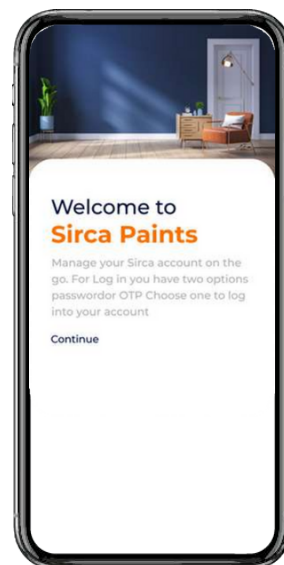 Welcome to
Sirca Paints
Manage your Sirca account on the
go. For Log in you have two options
passwordor OTP Choose one to log
into your account
Continue